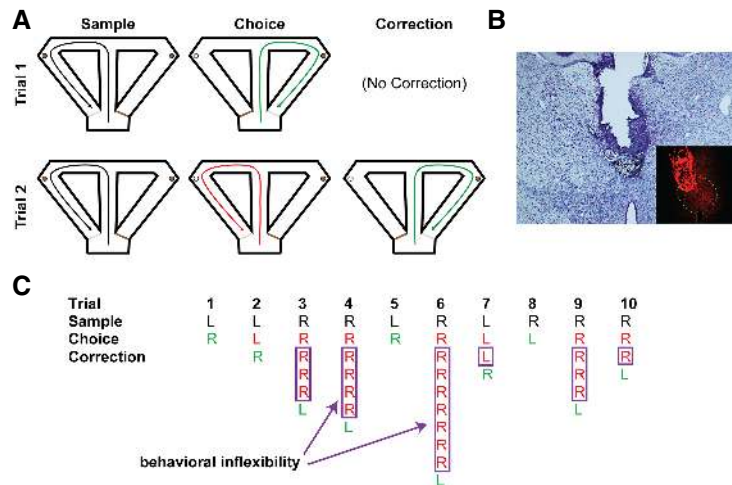 A
B
Sample Choice Correction
Trial 1
(No Correction)
Trial 2
C
Trial 1 2 3 4 5 6 7 8 9 10
Sample L L R R L R L R R R
Choice R L R R R R L L R R
Correction R R R R L R R
R R R R R L
R R R R
L R R L
L R
R
behavioral inflexibility R
L